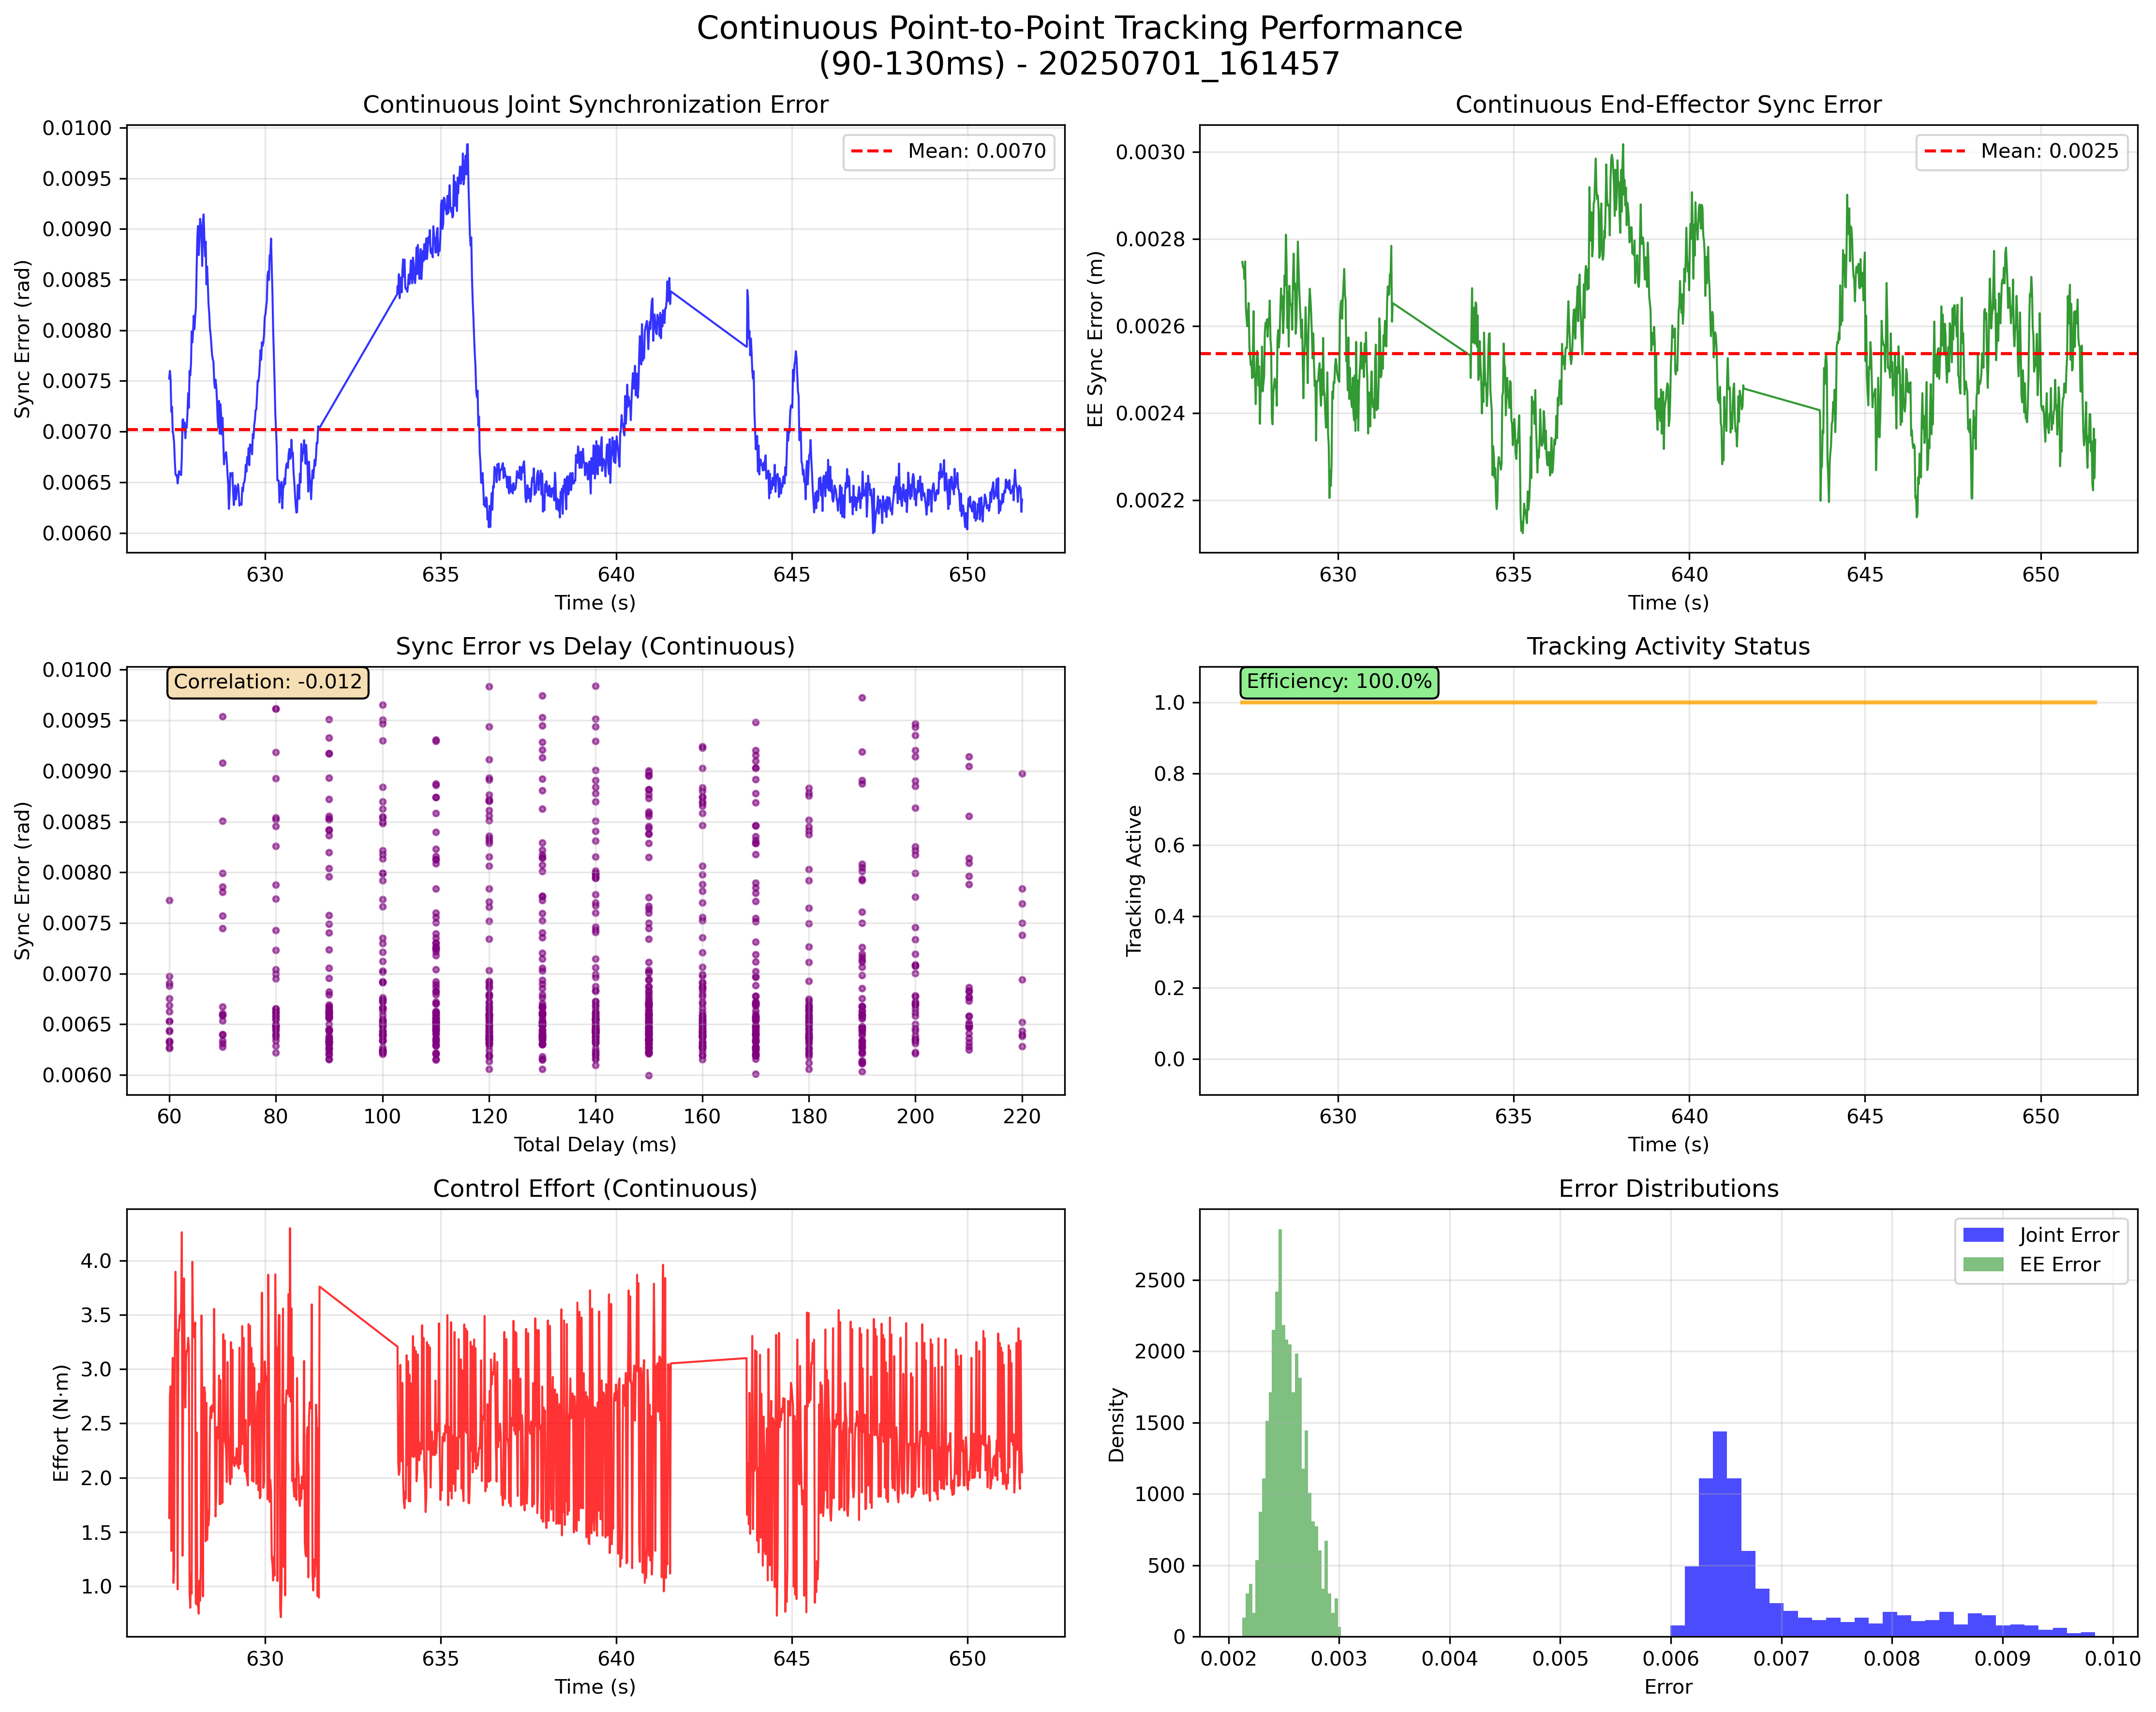 Continuous Point-to-Point Tracking Performance
(90-130ms) - 20250701_161457
Continuous Joint Synchronization Error
Sync Error (rad)
0.0100
0.0095
0.0090
0.0085
0.0080
0.0075
0.0070
0.0065
0.0060
Mean: 0.0070
630 635 640 645 650
Time (s)
Continuous End-Effector Sync Error
EE Sync Error (m)
0.0030
0.0028
0.0026
0.0024
0.0022
Mean: 0.0025
630 635 640 645 650
Time (s)
Sync Error vs Delay (Continuous)
Sync Error (rad)
0.0100
0.0095
0.0090
0.0085
0.0080
0.0075
0.0070
0.0065
0.0060
Correlation: -0.012
60 80 100 120 140 160 180 200 220
Total Delay (ms)
Tracking Activity Status
Tracking Active
Efficiency: 100.0%
1.0
0.8
0.6
0.4
0.2
0.0
630 635 640 645 650
Time (s)
Control Effort (Continuous)
Effort (N·m)
4.0
3.5
3.0
2.5
2.0
1.5
1.0
630 635 640 645 650
Time (s)
Error Distributions
Density
2500
2000
1500
1000
500
0
Joint Error
EE Error
0.002 0.003 0.004 0.005 0.006 0.007 0.008 0.009 0.010
Error